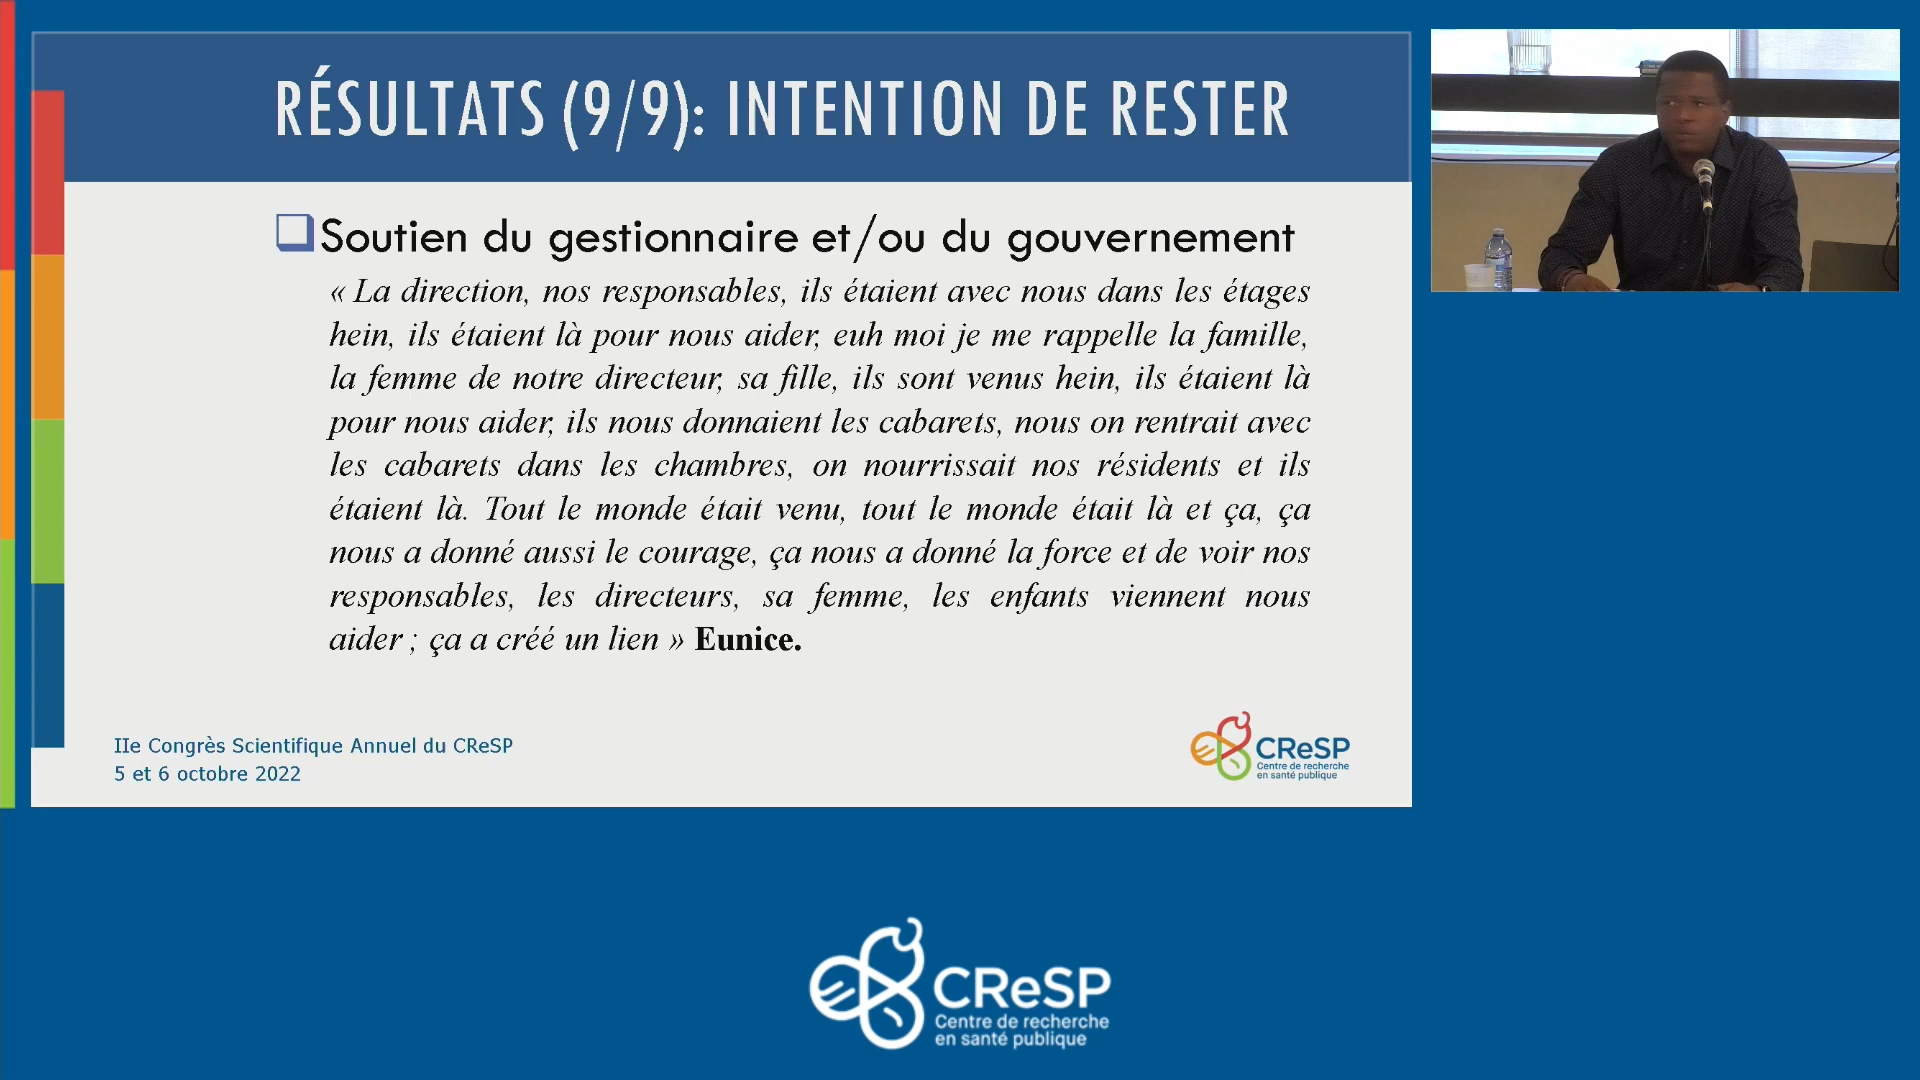 RÉSULTATS (9/9): INTENTION DE RESTER
Soutien du gestionnaire et/ou du gouvernement
« La direction, nos responsables, ils étaient avec nous dans les étages
hein, ils étaient là pour nous aider, euh moi je me rappelle la famille,
la femme de notre directeur, sa fille, ils sont venus hein, ils étaient là
pour nous aider, ils nous donnaient les cabarets, nous on rentrait avec
les cabarets dans les chambres, on nourrissait nos résidents et ils
étaient là. Tout le monde était venu, tout le monde était là et ça, ça
nous a donné aussi le courage, ça nous a donné la force et de voir nos
responsables, les directeurs, sa femme, les enfants viennent nous
aider ; ça a créé un lien » Eunice.
IIe Congrès Scientifique Annuel du CReSP
5 et 6 octobre 2022
CReSP
Centre de recherche
en santé publique
CReSP
Centre de recherche
en santé publique